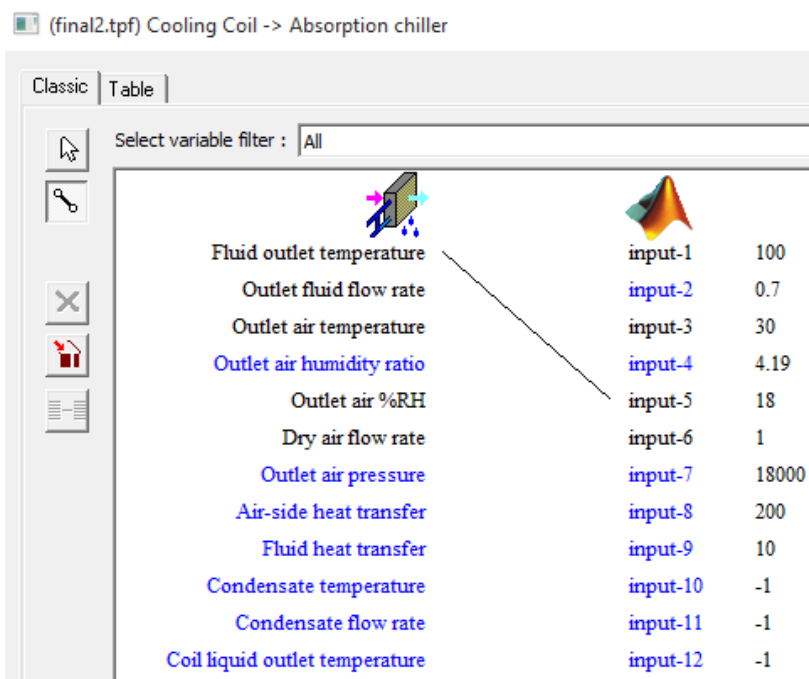 (final2.tpf) Cooling Coil -> Absorption chiller
Classic Table
Select variable filter : All
Fluid outlet temperature input-1 100
Outlet fluid flow rate input-2 0.7
Outlet air temperature input-3 30
Outlet air humidity ratio input-4 4.19
Outlet air %RH input-5 18
Dry air flow rate input-6 1
Outlet air pressure input-7 18000
Air-side heat transfer input-8 200
Fluid heat transfer input-9 10
Condensate temperature input-10 -1
Condensate flow rate input-11 -1
Coil liquid outlet temperature input-12 -1